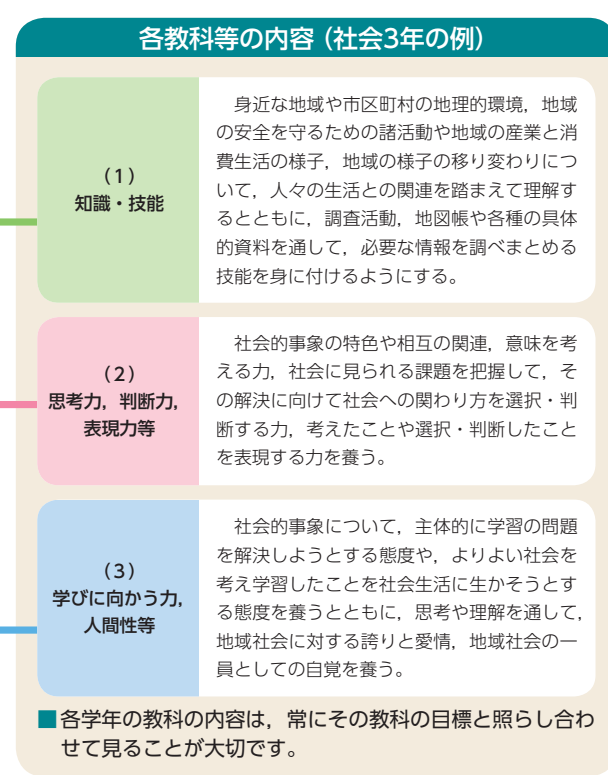 各教科等の内容（社会3年の例）
（1）
知識・技能
身近な地域や市区町村の地理的環境，地域
の安全を守るための諸活動や地域の産業と消
費生活の様子，地域の様子の移り変わりにつ
いて，人々の生活との関連を踏まえて理解す
るとともに，調査活動，地図帳や各種の具体
的資料を通して，必要な情報を調べまとめる
技能を身に付けるようにする。
（2）
思考力，判断力，
表現力等
社会的事象の特色や相互の関連，意味を考
える力，社会に見られる課題を把握して，そ
の解決に向けて社会への関わり方を選択・判
断する力，考えたことや選択・判断したこと
を表現する力を養う。
（3）
学びに向かう力，
人間性等
社会的事象について，主体的に学習の問題
を解決しようとする態度や，よりよい社会を
考え学習したことを社会生活に生かそうとす
る態度を養うとともに，思考や理解を通して，
地域社会に対する誇りと愛情，地域社会の一
員としての自覚を養う。
■各学年の教科の内容は，常にその教科の目標と照らし合わ
せて見ることが大切です。